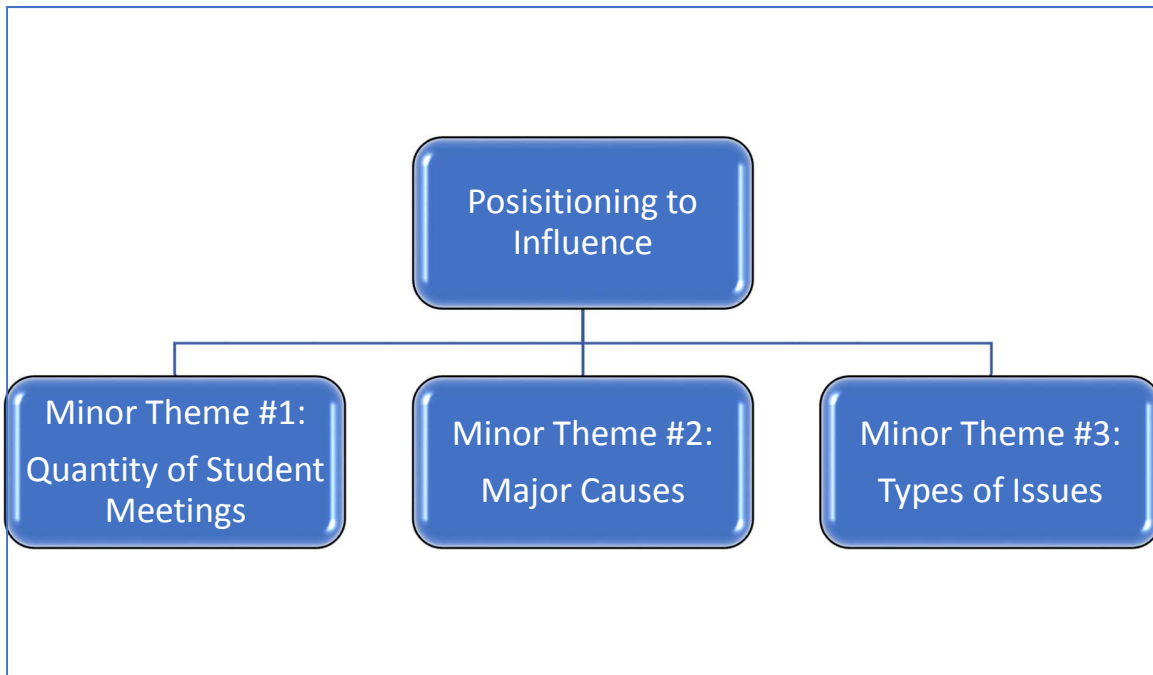 Posisitioning to
Influence
Minor Theme #1:
Quantity of Student
Meetings
Minor Theme #2:
Major Causes
Minor Theme #3:
Types of Issues